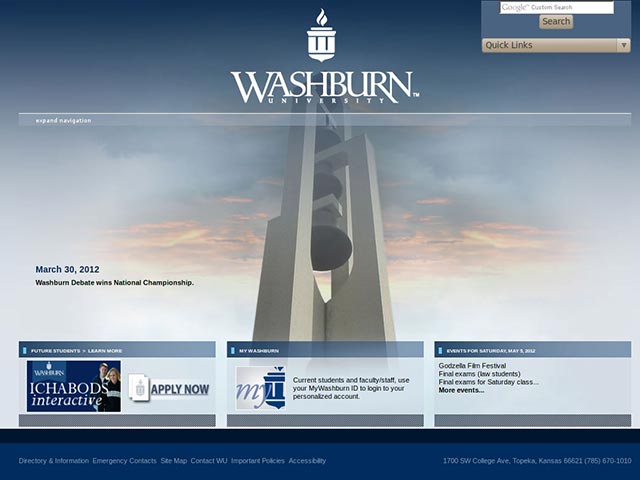 Google™ Custom Search
Search
Quick Links
WASHBURN™
UNIVERSITY
expand navigation
March 30, 2012
Washburn Debate wins National Championship.
FUTURE STUDENTS > LEARN MORE
WASHBURN
ICHABODS
interactive
APPLY NOW
MY WASHBURN
my
Current students and faculty/staff, use
your MyWashburn ID to login to your
personalized account.
EVENTS FOR SATURDAY, MAY 5, 2012
Godzella Film Festival
Final exams (law students)
Final exams for Saturday class...
More events...
Directory & Information Emergency Contacts Site Map Contact WU Important Policies Accessibility
1700 SW College Ave, Topeka, Kansas 66621 (785) 670-1010